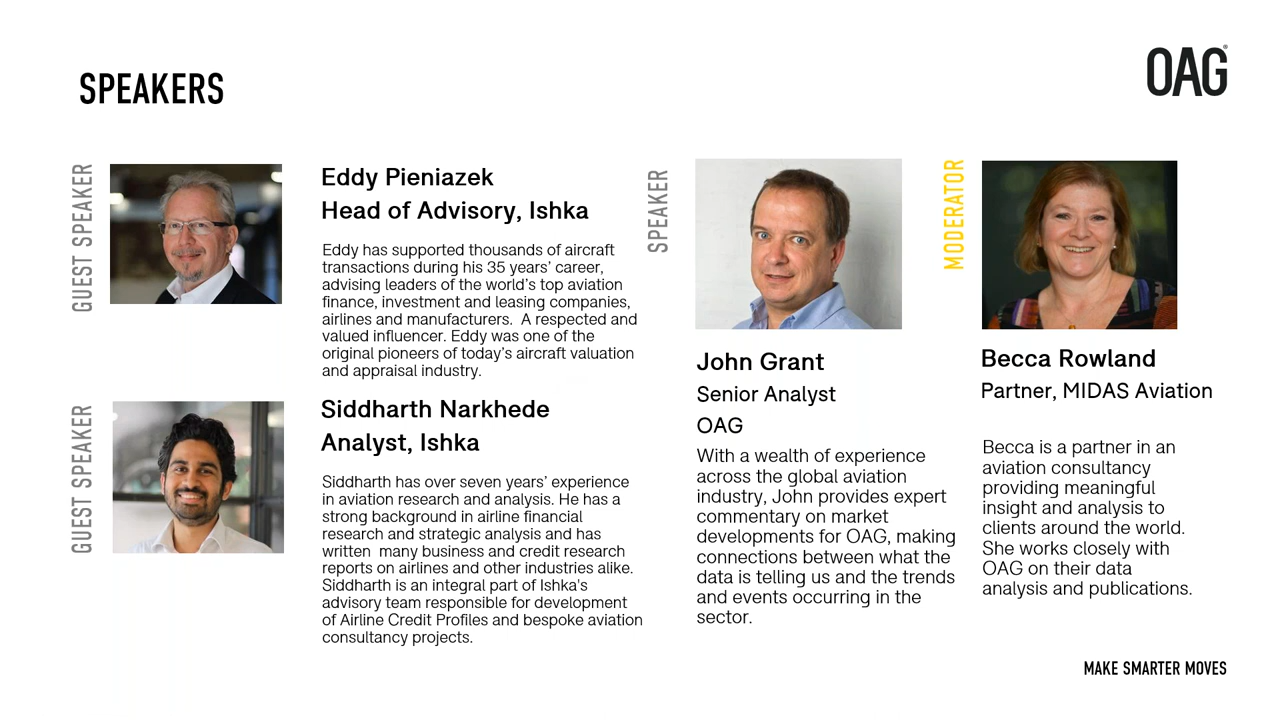 SPEAKERS
OAG®
GUEST SPEAKER
Eddy Pieniazek
Head of Advisory, Ishka
Eddy has supported thousands of aircraft
transactions during his 35 years’ career,
advising leaders of the world’s top aviation
finance, investment and leasing companies,
airlines and manufacturers.  A respected and
valued influencer. Eddy was one of the
original pioneers of today’s aircraft valuation
and appraisal industry.
GUEST SPEAKER
Siddharth Narkhede
Analyst, Ishka
Siddharth has over seven years’ experience
in aviation research and analysis. He has a
strong background in airline financial
research and strategic analysis and has
written  many business and credit research
reports on airlines and other industries alike.
Siddharth is an integral part of Ishka's
advisory team responsible for development
of Airline Credit Profiles and bespoke aviation
consultancy projects.
SPEAKER
John Grant
Senior Analyst
OAG
With a wealth of experience
across the global aviation
industry, John provides expert
commentary on market
developments for OAG, making
connections between what the
data is telling us and the trends
and events occurring in the
sector.
MODERATOR
Becca Rowland
Partner, MIDAS Aviation
Becca is a partner in an
aviation consultancy
providing meaningful
insight and analysis to
clients around the world.
She works closely with
OAG on their data
analysis and publications.
MAKE SMARTER MOVES